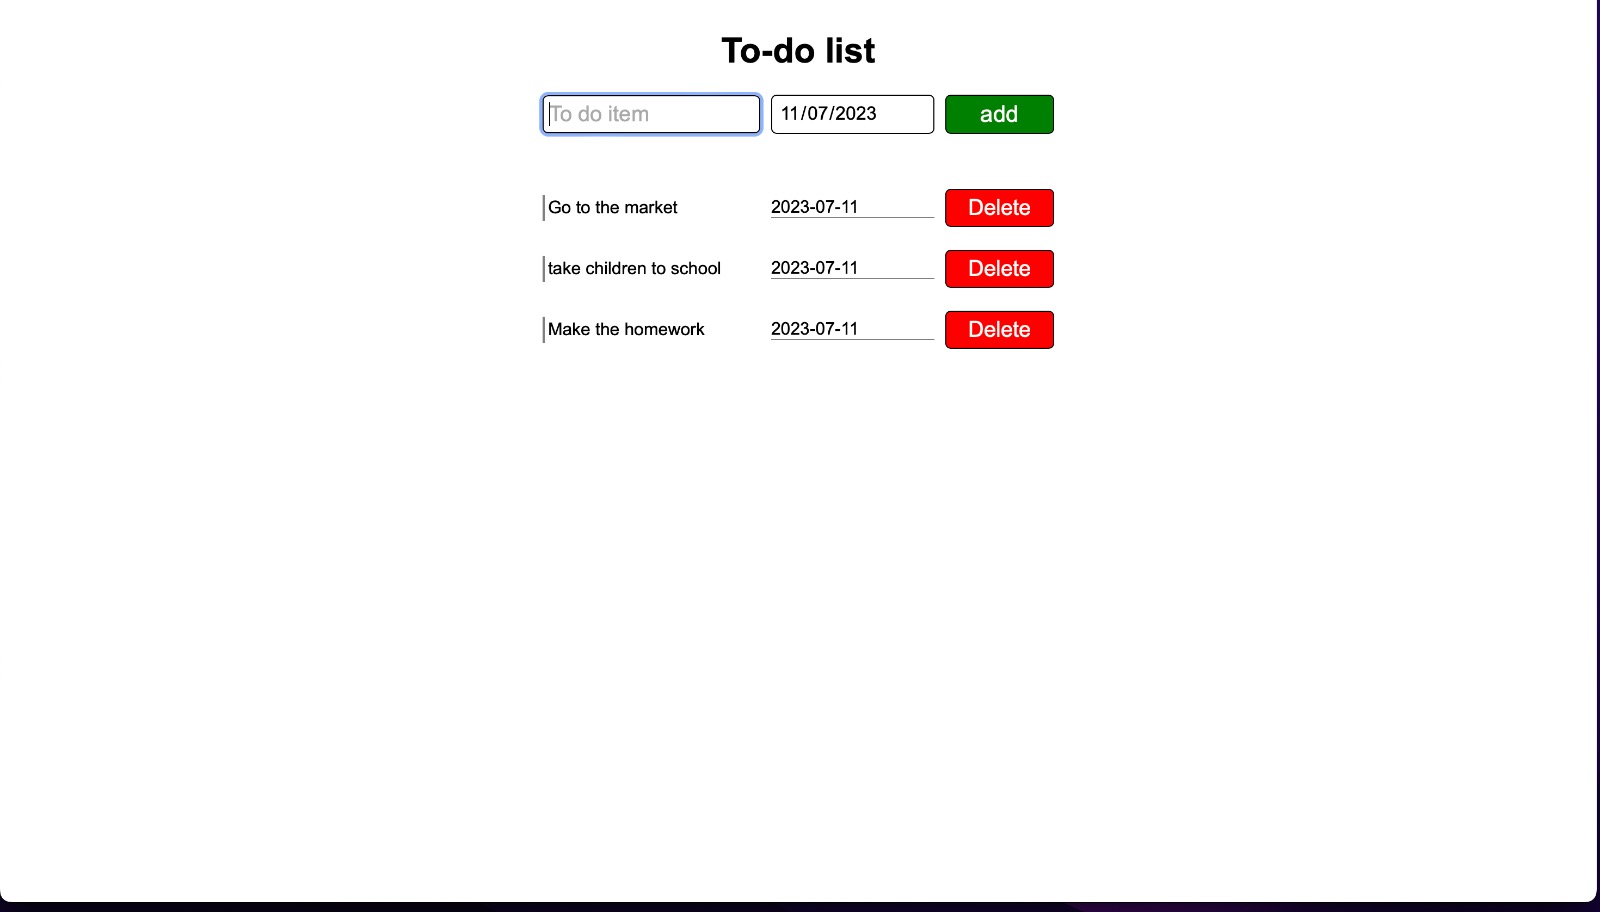 To-do list
To do item 11/07/2023 add
Go to the market 2023-07-11 Delete
take children to school 2023-07-11 Delete
Make the homework 2023-07-11 Delete